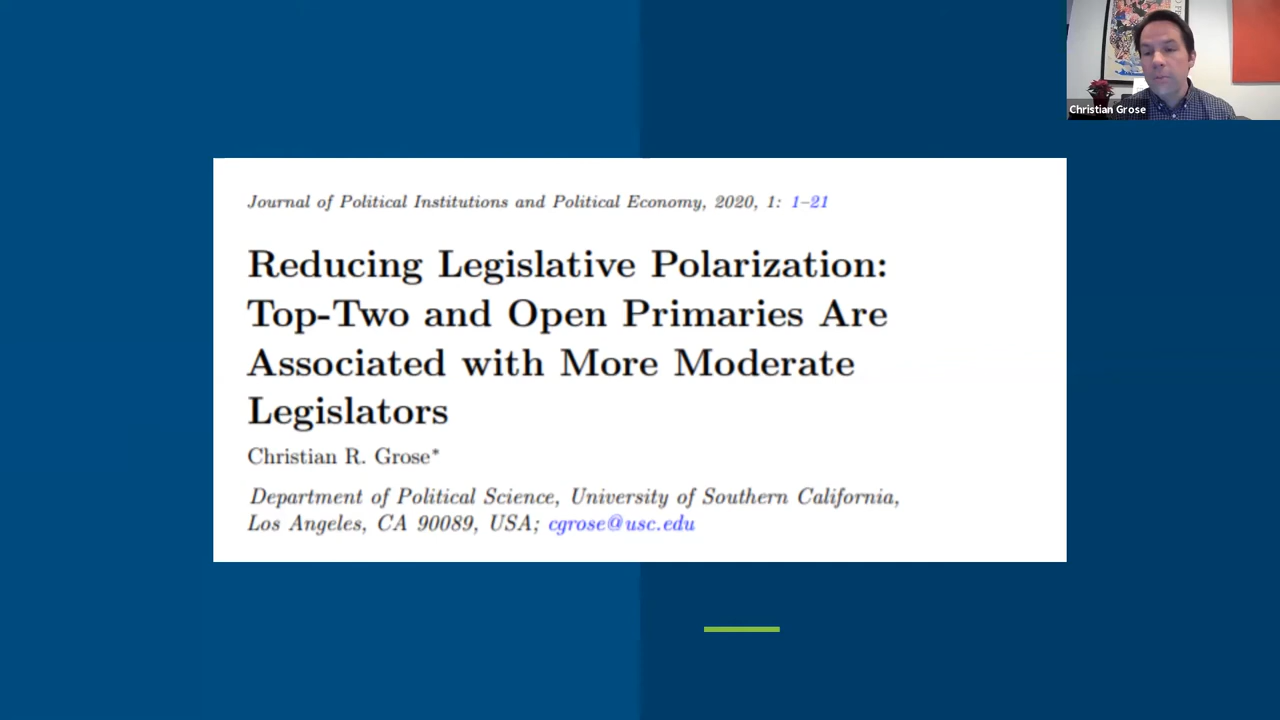 Christian Grose
Journal of Political Institutions and Political Economy, 2020, 1: 1–21
Reducing Legislative Polarization:
Top-Two and Open Primaries Are
Associated with More Moderate
Legislators
Christian R. Grose*
Department of Political Science, University of Southern California,
Los Angeles, CA 90089, USA; cgrose@usc.edu